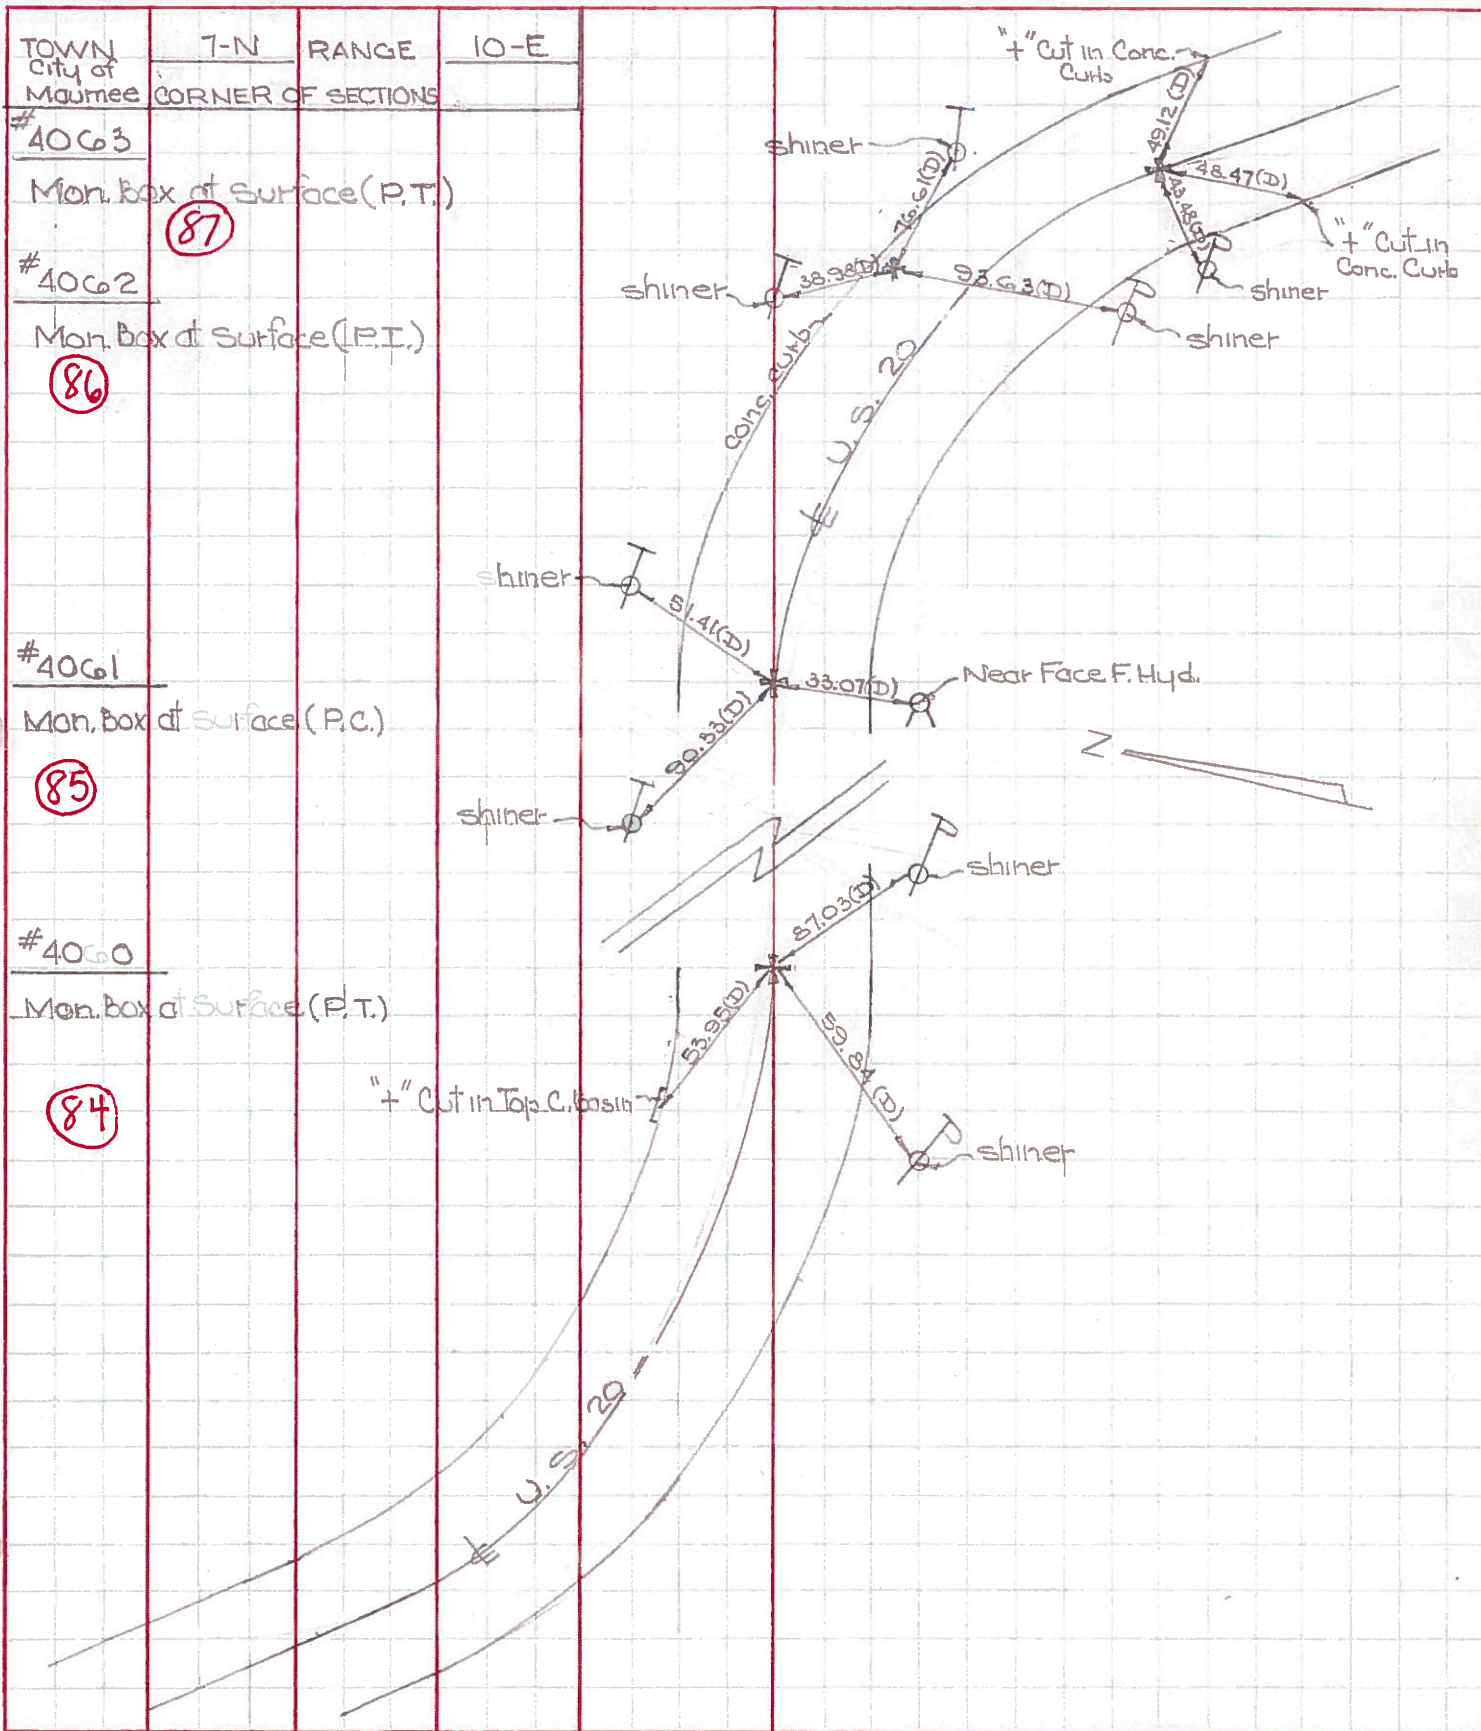 TOWN 7-N RANGE 10-E
City of
Maumee CORNER OF SECTIONS
#4063
Mon. Box at Surface (P.T.)
87
#4062
Mon. Box at Surface (P.I.)
86
#4061
Mon. Box at Surface (P.C.)
85
#4060
Mon. Box at Surface (P.T.)
84
"+" Cut in Conc.
Curb
49.12 (D)
48.47(D)
43.48(D)
"+" Cut in
Conc. Curb
shiner
shiner
76.61(D)
shiner
38.98(D)
93.63(D)
shiner
Conc. Curb
℄ U.S. 20
shiner
51.41(D)
33.07(D)
Near Face F. Hyd.
90.53(D)
shiner
N
87.03(D)
shiner
53.95(D)
"+" Cut in Top C. basin
59.84 (D)
shiner
℄ U.S. 20